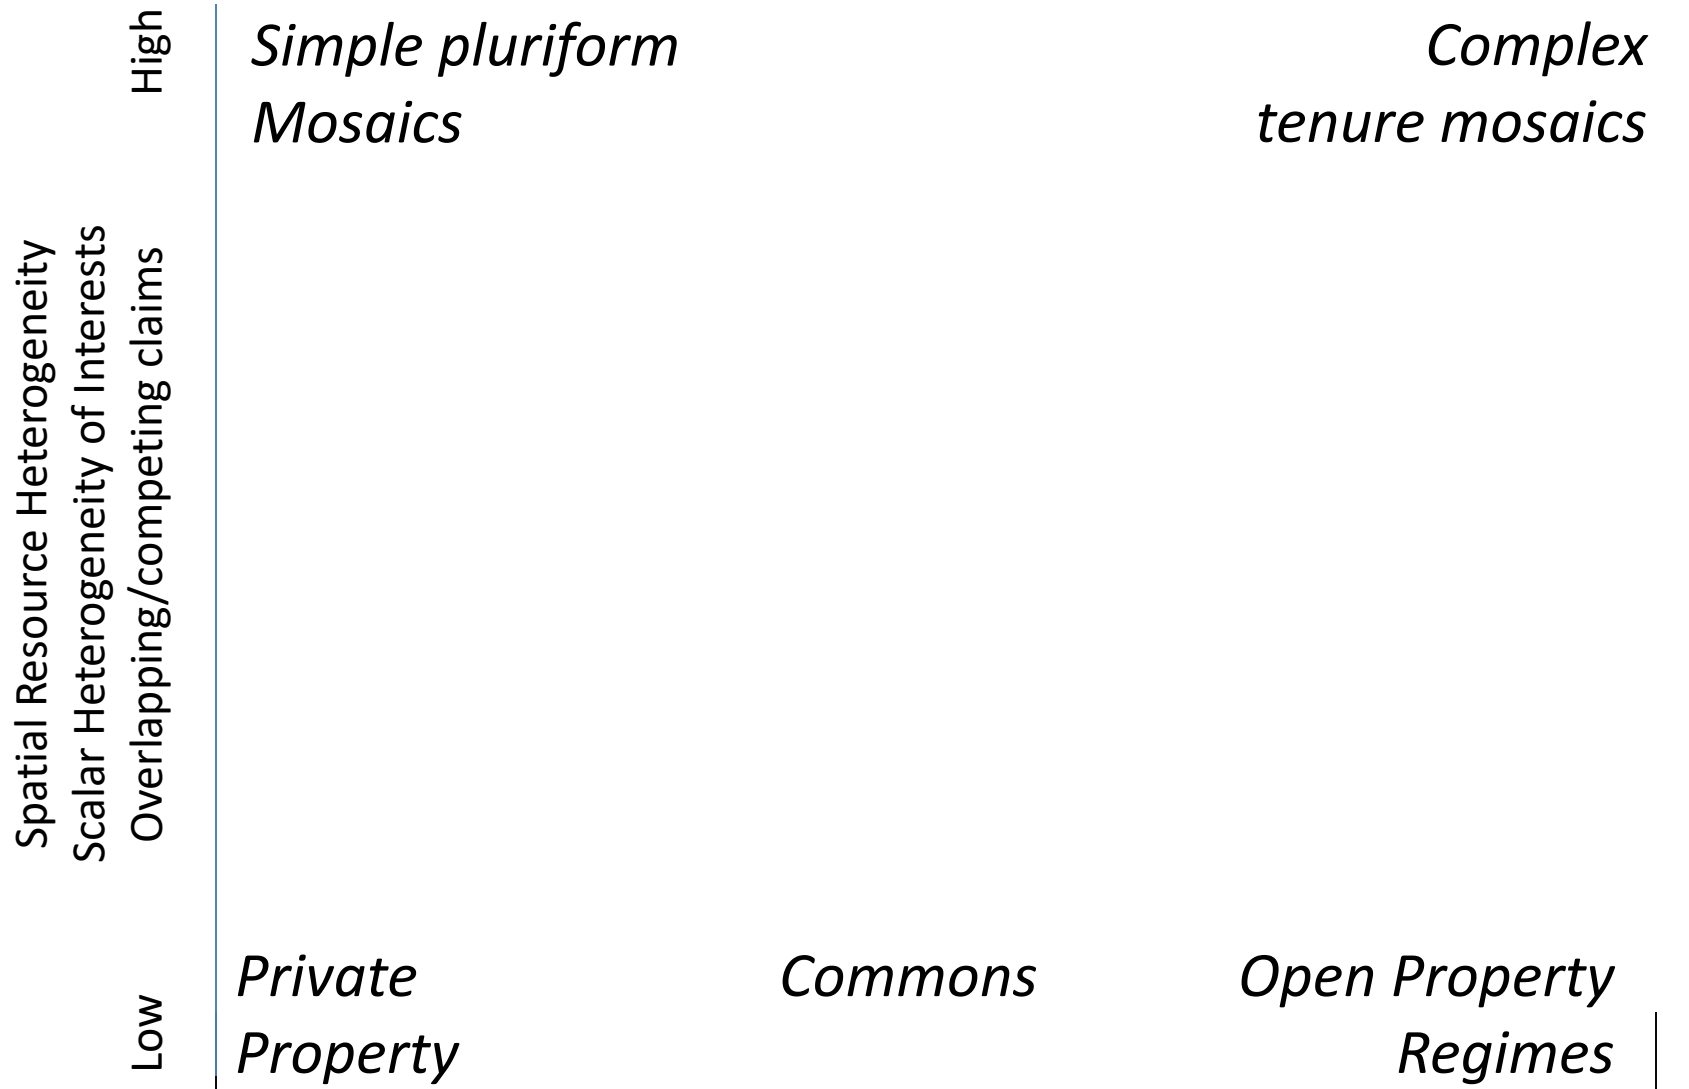 High
Simple pluriform
Mosaics
Complex
tenure mosaics
Spatial Resource Heterogeneity
Scalar Heterogeneity of Interests
Overlapping/competing claims
Low
Private
Property
Commons
Open Property
Regimes